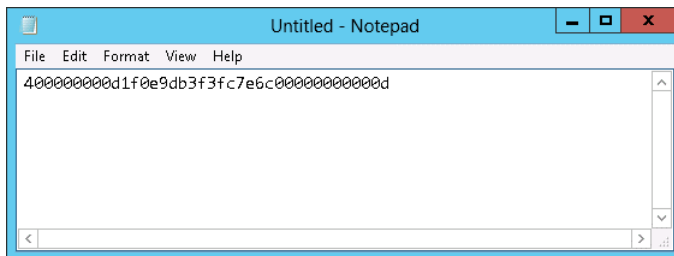 Untitled - Notepad
File Edit Format View Help
400000000d1f0e9db3f3fc7e6c00000000000d